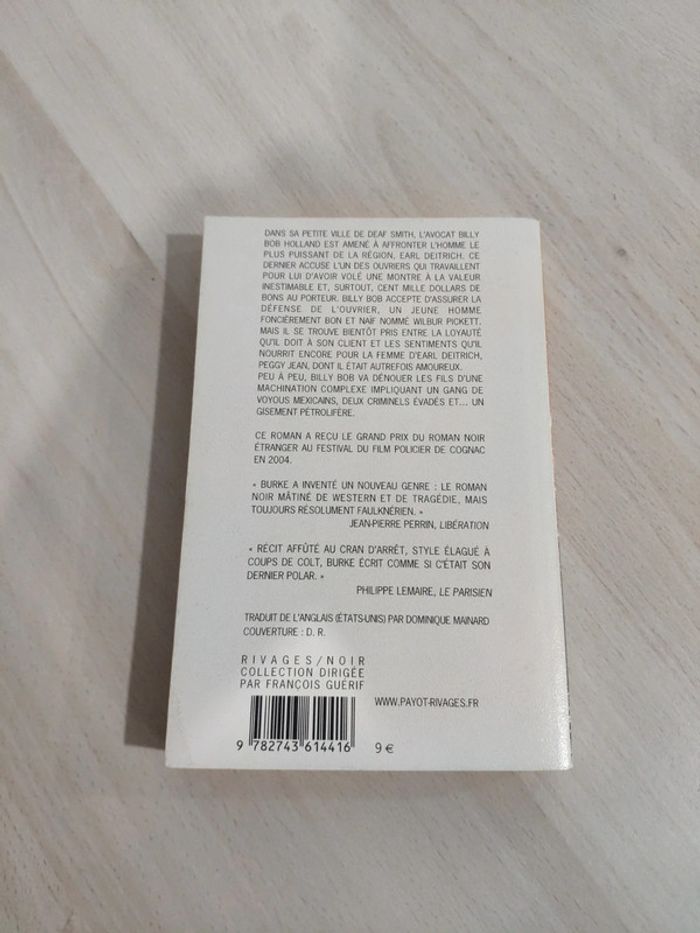 DANS SA PETITE VILLE DE DEAF SMITH, L'AVOCAT BILLY
BOB HOLLAND EST AMENÉ À AFFRONTER L'HOMME LE
PLUS PUISSANT DE LA RÉGION, EARL DEITRICH. CE
DERNIER ACCUSE L'UN DES OUVRIERS QUI TRAVAILLENT
POUR LUI D'AVOIR VOLÉ UNE MONTRE À LA VALEUR
INESTIMABLE ET, SURTOUT, CENT MILLE DOLLARS DE
BONS AU PORTEUR. BILLY BOB ACCEPTE D'ASSURER LA
DÉFENSE DE L'OUVRIER, UN JEUNE HOMME
FONCIÈREMENT BON ET NAÏF NOMMÉ WILBUR PICKETT.
MAIS IL SE TROUVE BIENTÔT PRIS ENTRE LA LOYAUTÉ
QU'IL DOIT À SON CLIENT ET LES SENTIMENTS QU'IL
NOURRIT ENCORE POUR LA FEMME D'EARL DEITRICH,
PEGGY JEAN, DONT IL ÉTAIT AUTREFOIS AMOUREUX.
PEU À PEU, BILLY BOB VA DÉNOUER LES FILS D'UNE
MACHINATION COMPLEXE IMPLIQUANT UN GANG DE
VOYOUS MEXICAINS, DEUX CRIMINELS ÉVADÉS ET... UN
GISEMENT PÉTROLIFÈRE.
CE ROMAN A REÇU LE GRAND PRIX DU ROMAN NOIR
ÉTRANGER AU FESTIVAL DU FILM POLICIER DE COGNAC
EN 2004.
« BURKE A INVENTÉ UN NOUVEAU GENRE : LE ROMAN
NOIR MÂTINÉ DE WESTERN ET DE TRAGÉDIE, MAIS
TOUJOURS RÉSOLUMENT FAULKNÉRIEN. »
JEAN-PIERRE PERRIN, LIBÉRATION
« RÉCIT AFFÛTÉ AU CRAN D'ARRÊT, STYLE ÉLAGUÉ À
COUPS DE COLT, BURKE ÉCRIT COMME SI C'ÉTAIT SON
DERNIER POLAR. »
PHILIPPE LEMAIRE, LE PARISIEN
TRADUIT DE L'ANGLAIS (ÉTATS-UNIS) PAR DOMINIQUE MAINARD
COUVERTURE : D. R.
RIVAGES/NOIR
COLLECTION DIRIGÉE
PAR FRANÇOIS GUÉRIF
WWW.PAYOT-RIVAGES.FR
9 782743 614416
9 €